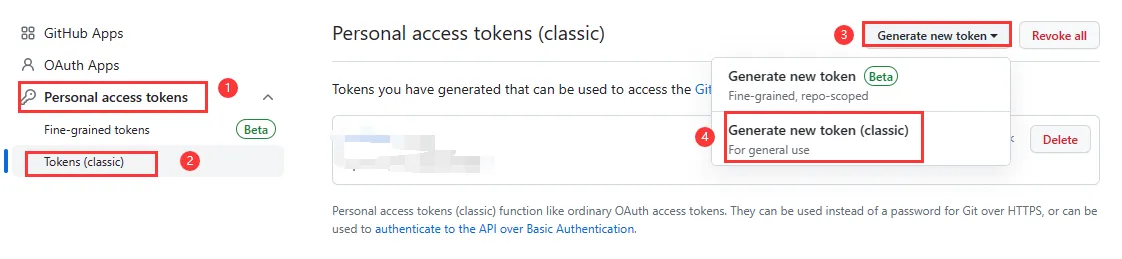 GitHub Apps
OAuth Apps
Personal access tokens
1
Fine-grained tokens
Beta
Tokens (classic)
2
Personal access tokens (classic)
3
Generate new token
Revoke all
Tokens you have generated that can be used to access the
Generate new token
Beta
Fine-grained, repo-scoped
4
Generate new token (classic)
For general use
Delete
Personal access tokens (classic) function like ordinary OAuth access tokens. They can be used instead of a password for Git over HTTPS, or can be
used to authenticate to the API over Basic Authentication.